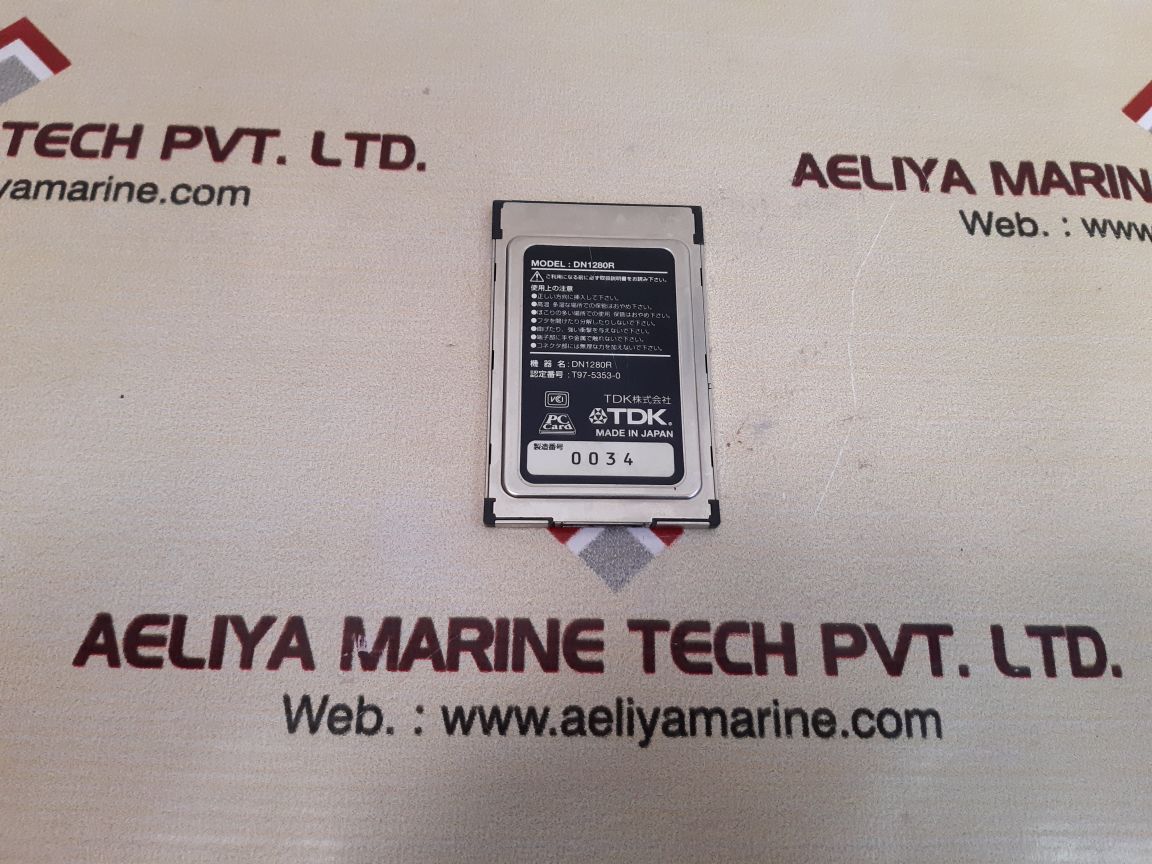 TECH PVT. LTD.
yamarine.com
AELIYA MARIN
Web. : www
MODEL : DN1280R
ご利用になる前に必ず取扱説明書をお読み下さい。
使用上の注意
●正しい方向に挿入して下さい。
●高温 多湿な場所での保管はおやめ下さい。
●ほこりの多い場所での使用 保管はおやめ下さい。
●フタを開けたり分解したりしないで下さい。
●曲げたり、強い衝撃を与えないで下さい。
●端子部に手や金属で触れないで下さい。
●コネクタ部には無理な力を加えないで下さい。
機 器 名 : DN1280R
認定番号 : T97-5353-0
VCI
TDK株式会社
PC Card
TDK.
MADE IN JAPAN
製造番号
0034
AELIYA MARINE TECH PVT. LTD.
Web. : www.aeliyamarine.com